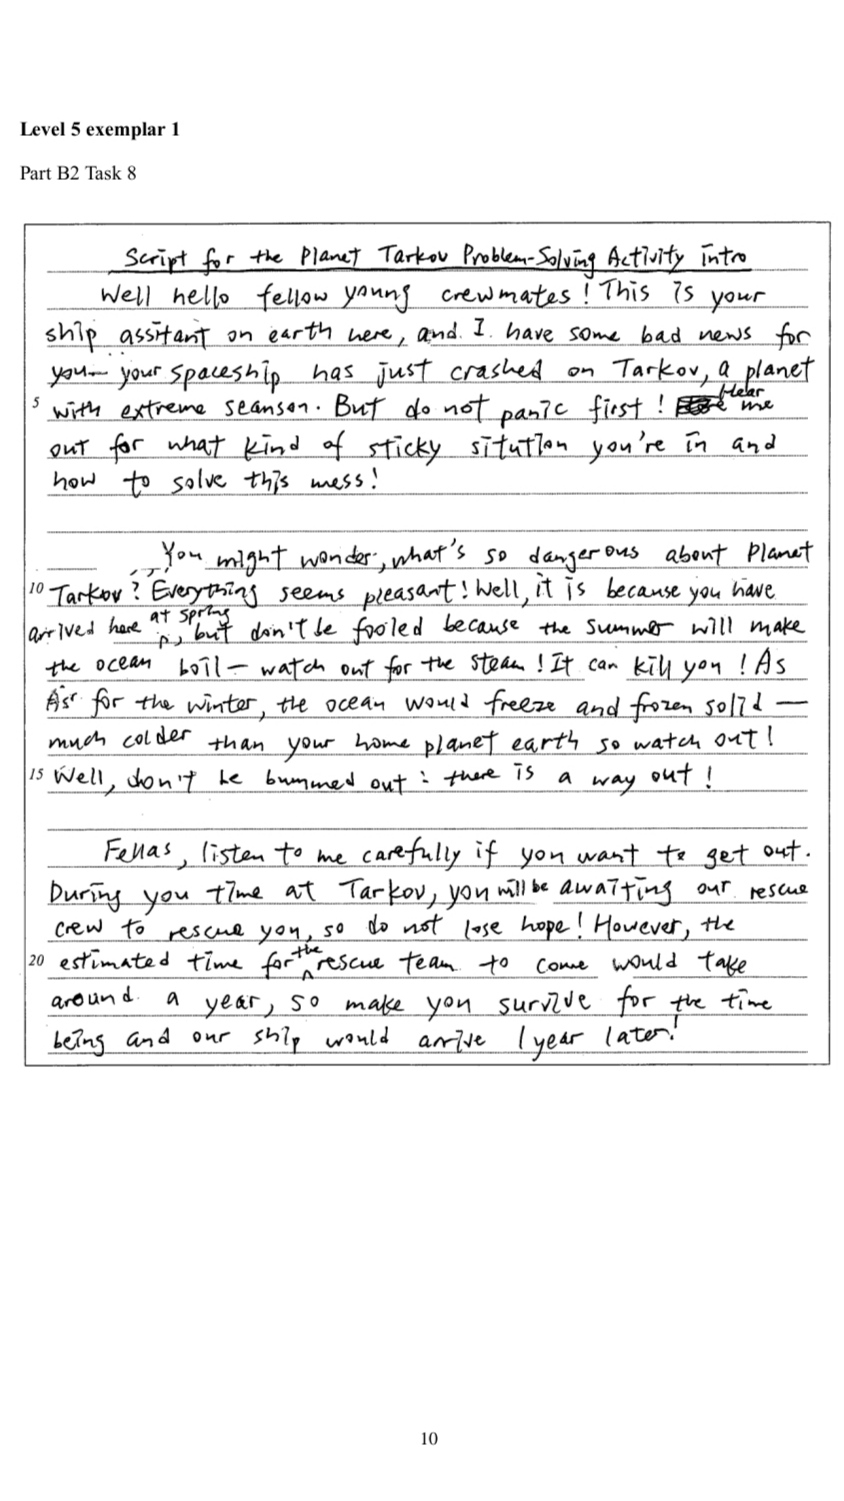 Level 5 exemplar 1
Part B2 Task 8
Script for the Planet Tarkov Problem-Solving Activity intro
Well hello fellow young crewmates! This is your
ship assitant on earth here, and I have some bad news for
you — your spaceship has just crashed on Tarkov, a planet
5 with extreme seanson. But do not panic first! Hear me
out for what kind of sticky sitution you're in and
how to solve this mess!
You might wonder, what's so dangerous about Planet
10 Tarkov? Everything seems pleasant! Well, it is because you have
arrived here at spring, but don't be fooled because the summer will make
the ocean boil — watch out for the steam! It can kill you! As
As for the winter, the ocean would freeze and frozen solid —
much colder than your home planet earth so watch out!
15 Well, don't be bummed out: there is a way out!
Fellas, listen to me carefully if you want to get out.
During you time at Tarkov, you will be awaiting our rescue
crew to rescue you, so do not lose hope! However, the
20 estimated time for the rescue team to come would take
around a year, so make you survive for the time
being and our ship would arrive 1 year later!
10